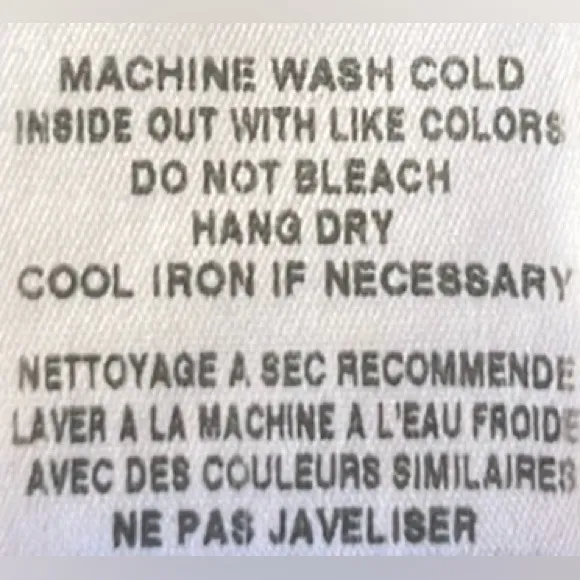 MACHINE WASH COLD
INSIDE OUT WITH LIKE COLORS
DO NOT BLEACH
HANG DRY
COOL IRON IF NECESSARY
NETTOYAGE A SEC RECOMMENDE
LAVER A LA MACHINE A L'EAU FROIDE
AVEC DES COULEURS SIMILAIRES
NE PAS JAVELISER